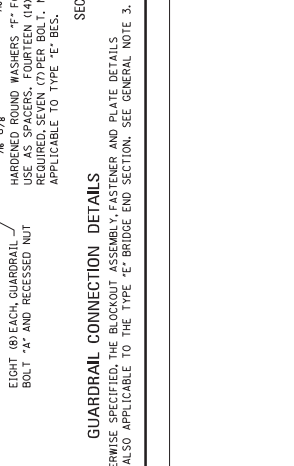 HARDENED ROUND WASHERS "F" FO
USE AS SPACERS, FOURTEEN (14)
REQUIRED, SEVEN (7) PER BOLT. N
APPLICABLE TO TYPE "E" BES.
SEC
EIGHT (8) EACH, GUARDRAIL
BOLT "A" AND RECESSED NUT
GUARDRAIL CONNECTION DETAILS
ERWISE SPECIFIED, THE BLOCKOUT ASSEMBLY, FASTENER AND PLATE DETAILS
ALSO APPLICABLE TO THE TYPE "E" BRIDGE END SECTION. SEE GENERAL NOTE 3.